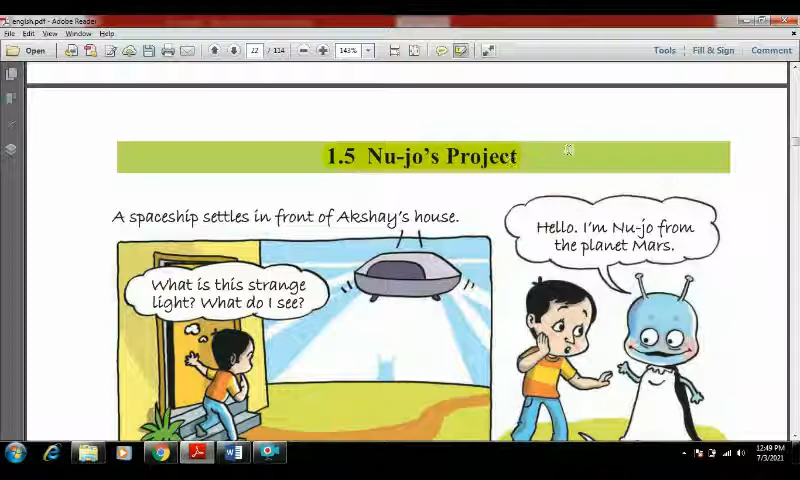 english.pdf - Adobe Reader
File Edit View Window Help
Open 22 / 114 143% Tools Fill & Sign Comment
1.5 Nu-jo's Project
A spaceship settles in front of Akshay's house.
What is this strange
light? What do I see?
Hello. I'm Nu-jo from
the planet Mars.
12:49 PM
7/3/2021